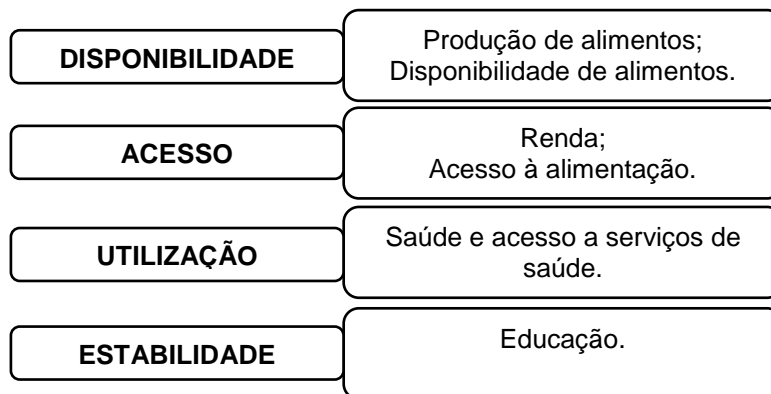 DISPONIBILIDADE
Produção de alimentos;
Disponibilidade de alimentos.
ACESSO
Renda;
Acesso à alimentação.
UTILIZAÇÃO
Saúde e acesso a serviços de
saúde.
ESTABILIDADE
Educação.